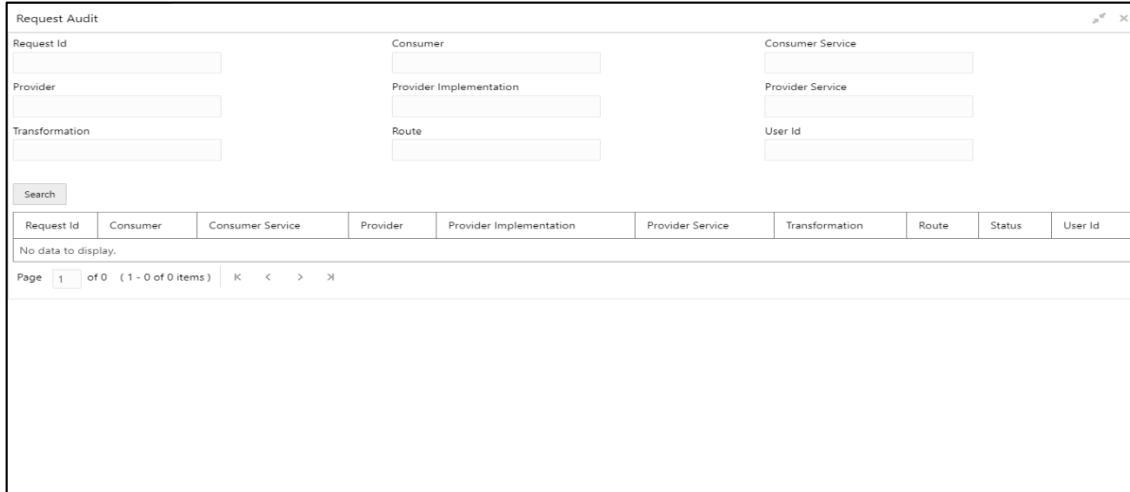 Request Audit
Request Id Consumer Consumer Service
Provider Provider Implementation Provider Service
Transformation Route User Id
Search
Request Id Consumer Consumer Service Provider Provider Implementation Provider Service Transformation Route Status User Id
No data to display.
Page 1 of 0 ( 1 - 0 of 0 items )